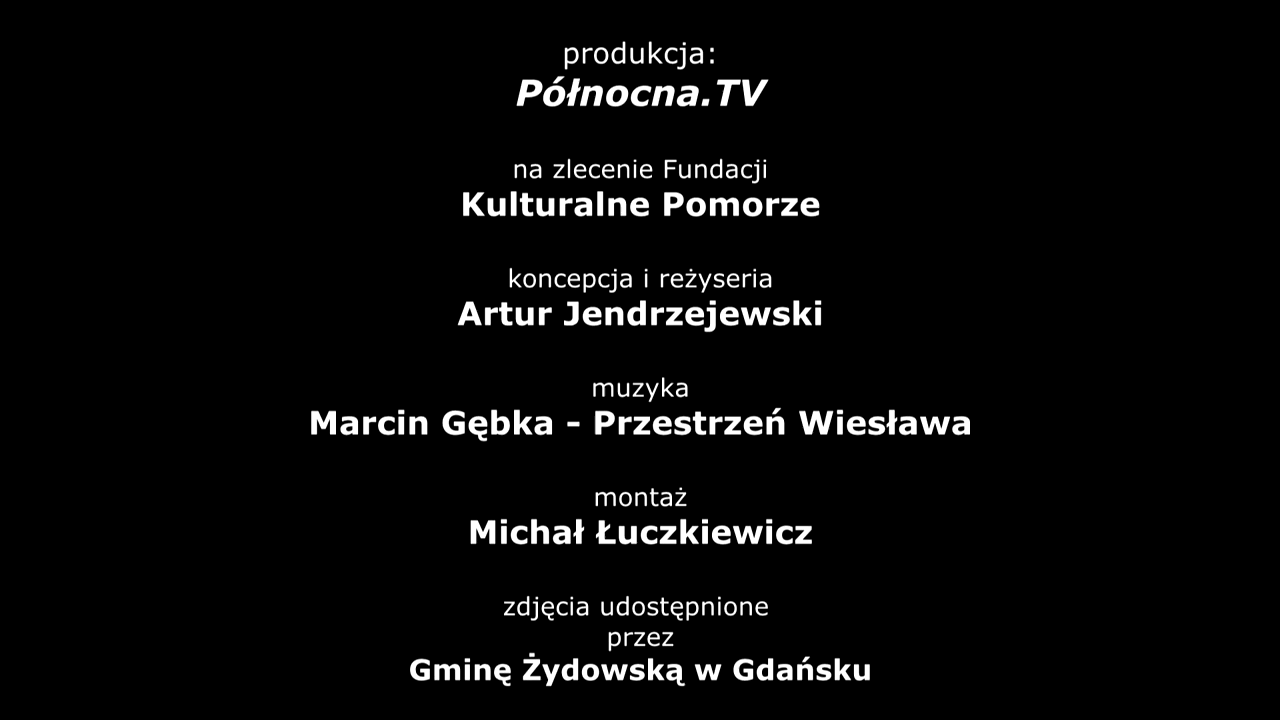 produkcja:
Północna.TV
na zlecenie Fundacji
Kulturalne Pomorze
koncepcja i reżyseria
Artur Jendrzejewski
muzyka
Marcin Gębka - Przestrzeń Wiesława
montaż
Michał Łuczkiewicz
zdjęcia udostępnione
przez
Gminę Żydowską w Gdańsku